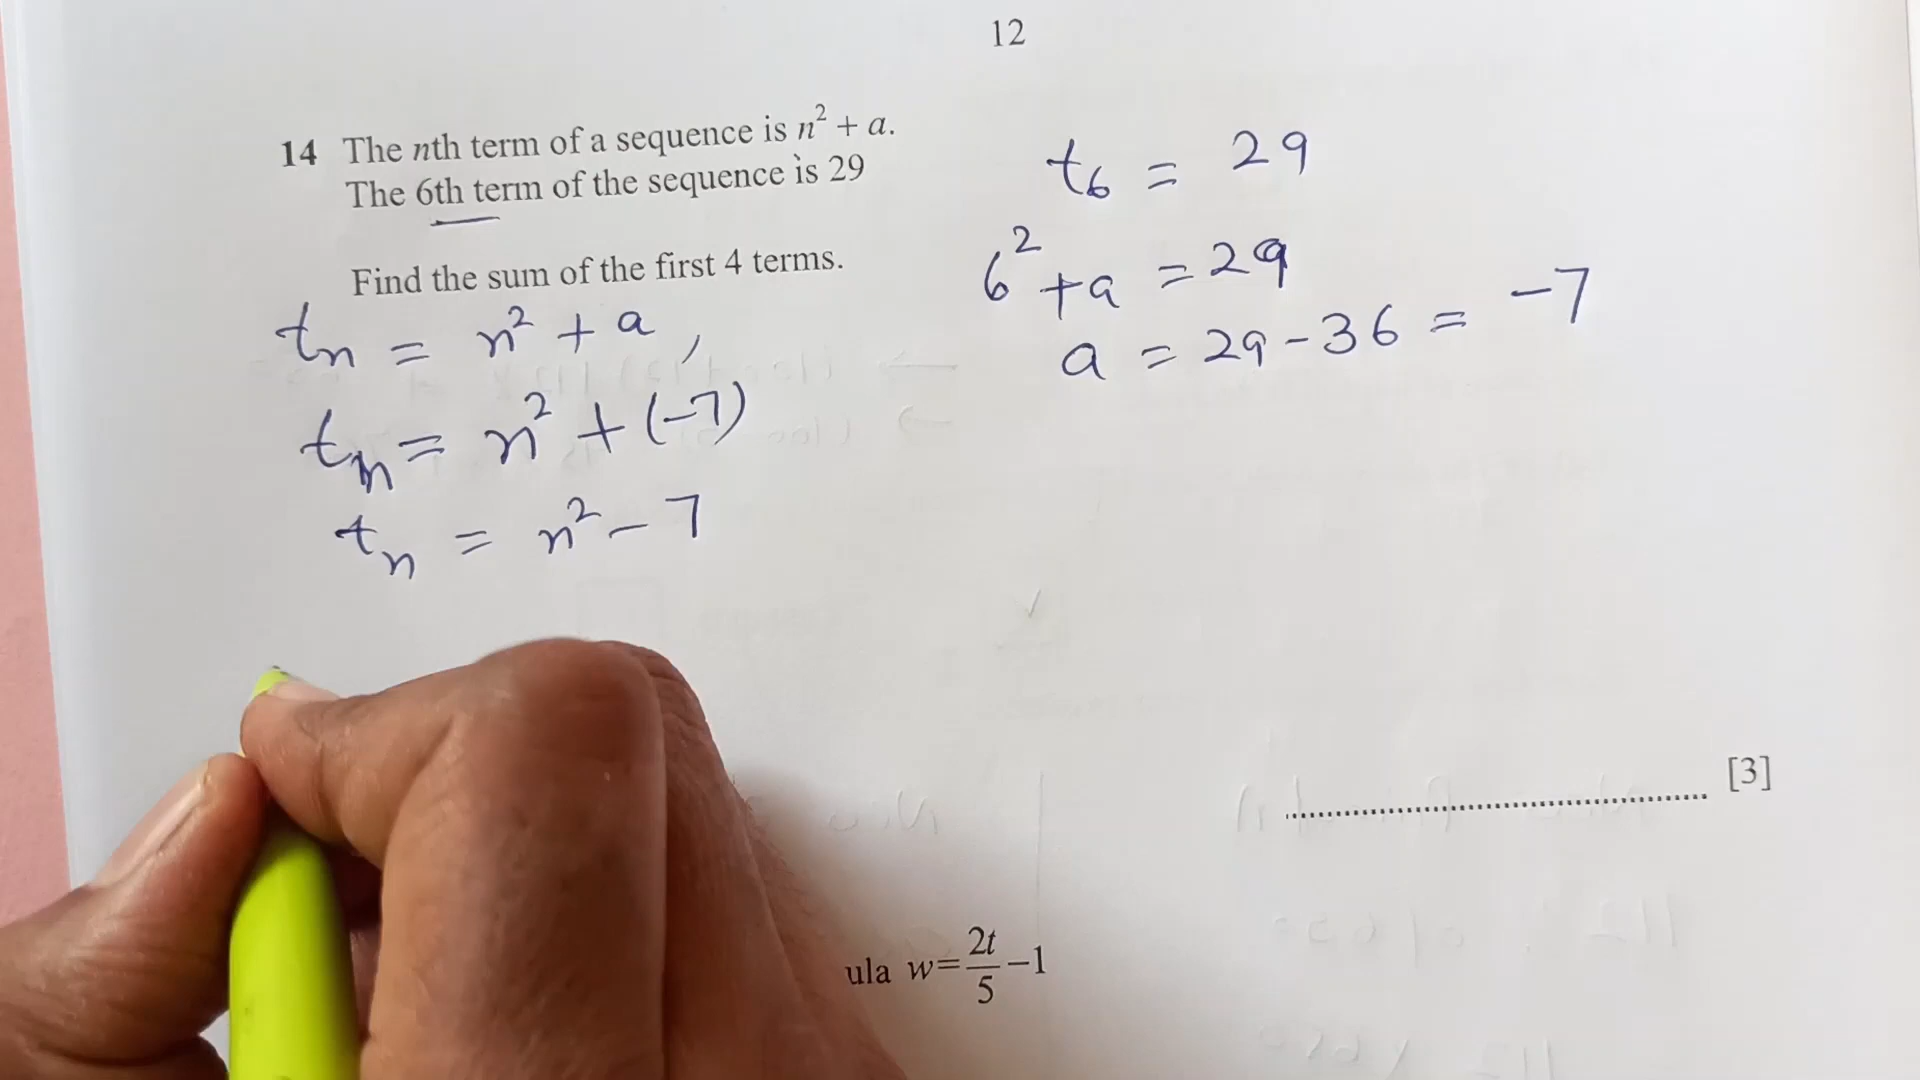 12
14 The nth term of a sequence is n² + a.
The 6th term of the sequence is 29
Find the sum of the first 4 terms.
tn = n² + a,
tn = n² + (-7)
tn = n² - 7
t6 = 29
6² + a = 29
a = 29 - 36 = -7
[3]
ula w = 2t/5 - 1